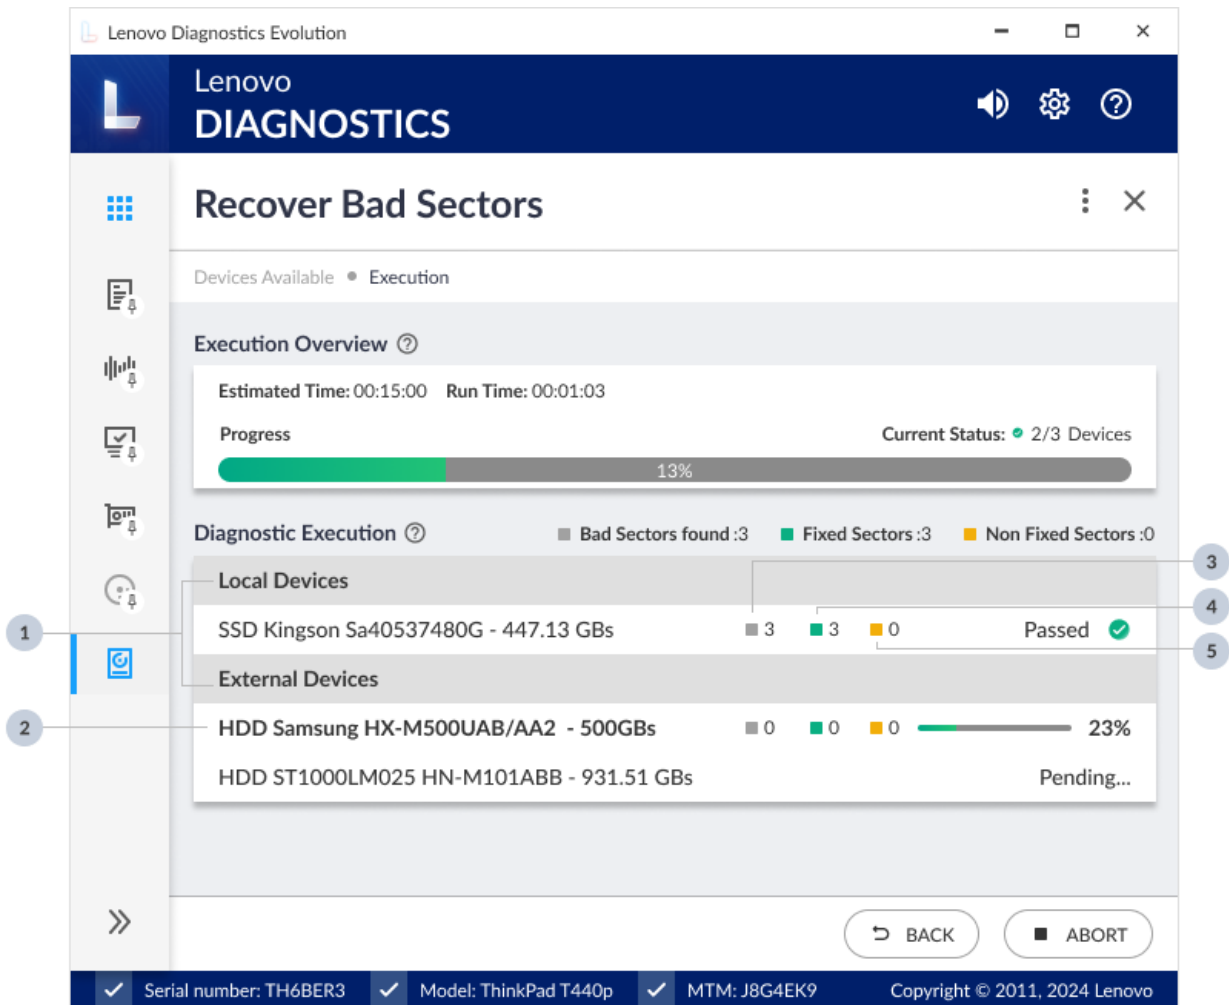 Lenovo Diagnostics Evolution
Lenovo
DIAGNOSTICS
Recover Bad Sectors
Devices Available • Execution
Execution Overview
Estimated Time: 00:15:00 Run Time: 00:01:03
Progress Current Status: 2/3 Devices
13%
Diagnostic Execution Bad Sectors found :3 Fixed Sectors :3 Non Fixed Sectors :0
3
Local Devices
4
1 SSD Kingson Sa40537480G - 447.13 GBs 3 3 0 Passed
5
External Devices
2 HDD Samsung HX-M500UAB/AA2 - 500GBs 0 0 0 23%
HDD ST1000LM025 HN-M101ABB - 931.51 GBs Pending...
BACK ABORT
Serial number: TH6BER3 Model: ThinkPad T440p MTM: J8G4EK9 Copyright © 2011, 2024 Lenovo